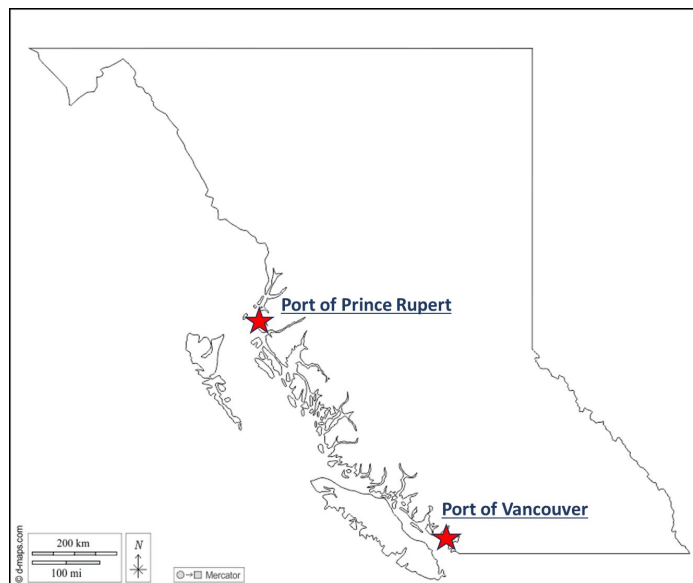 Port of Prince Rupert
Port of Vancouver
200 km
100 mi
N
→ Mercator
© d-maps.com